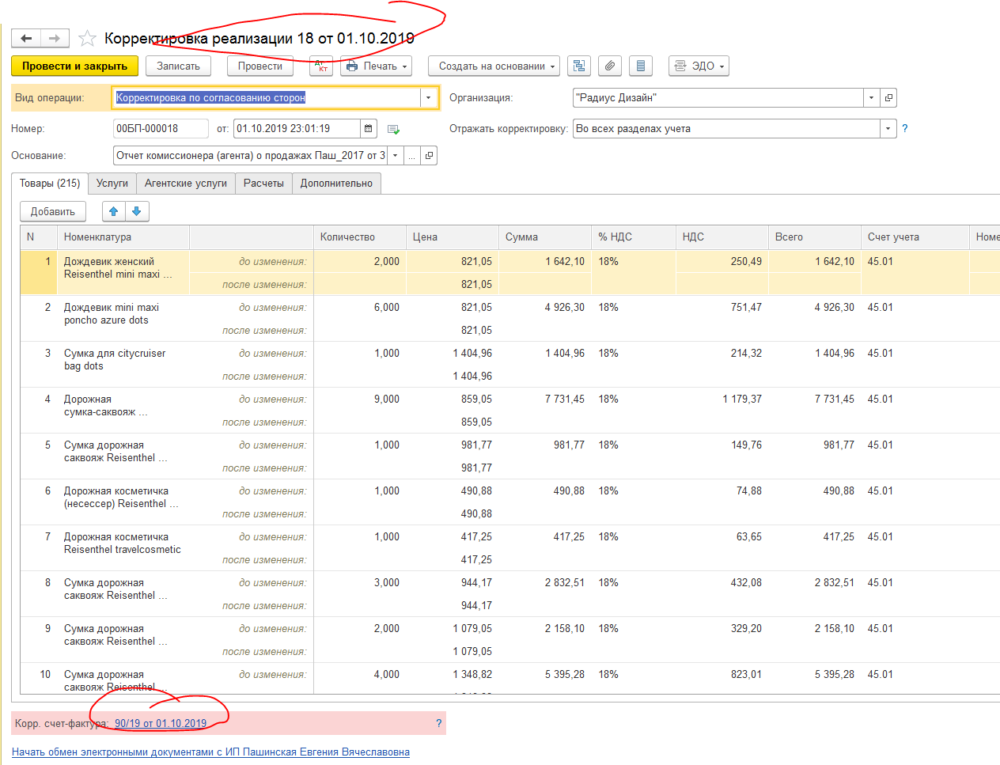 Корректировка реализации 18 от 01.10.2019
Провести и закрыть Записать Провести Дт Кт Печать Создать на основании ЭДО
Вид операции: Корректировка по согласованию сторон Организация: "Радиус Дизайн"
Номер: 00БП-000018 от: 01.10.2019 23:01:19 Отражать корректировку: Во всех разделах учета ?
Основание: Отчет комиссионера (агента) о продажах Паш_2017 от 3 ...
Товары (215) Услуги Агентские услуги Расчеты Дополнительно
Добавить
N Номенклатура Количество Цена Сумма % НДС НДС Всего Счет учета Номе
1 Дождевик женский до изменения: 2,000 821,05 1 642,10 18% 250,49 1 642,10 45.01
Reisenthel mini maxi ...
после изменения: 821,05
2 Дождевик mini maxi до изменения: 6,000 821,05 4 926,30 18% 751,47 4 926,30 45.01
poncho azure dots
после изменения: 821,05
3 Сумка для citycruiser до изменения: 1,000 1 404,96 1 404,96 18% 214,32 1 404,96 45.01
bag dots
после изменения: 1 404,96
4 Дорожная до изменения: 9,000 859,05 7 731,45 18% 1 179,37 7 731,45 45.01
сумка-саквояж ...
после изменения: 859,05
5 Сумка дорожная до изменения: 1,000 981,77 981,77 18% 149,76 981,77 45.01
саквояж Reisenthel ...
после изменения: 981,77
6 Дорожная косметичка до изменения: 1,000 490,88 490,88 18% 74,88 490,88 45.01
(несессер) Reisenthel ...
после изменения: 490,88
7 Дорожная косметичка до изменения: 1,000 417,25 417,25 18% 63,65 417,25 45.01
Reisenthel travelcosmetic
после изменения: 417,25
8 Сумка дорожная до изменения: 3,000 944,17 2 832,51 18% 432,08 2 832,51 45.01
саквояж Reisenthel ...
после изменения: 944,17
9 Сумка дорожная до изменения: 2,000 1 079,05 2 158,10 18% 329,20 2 158,10 45.01
саквояж Reisenthel ...
после изменения: 1 079,05
10 Сумка дорожная до изменения: 4,000 1 348,82 5 395,28 18% 823,01 5 395,28 45.01
саквояж Reisenthel ...
Корр. счет-фактура: 90/19 от 01.10.2019 ?
Начать обмен электронными документами с ИП Пашинская Евгения Вячеславовна